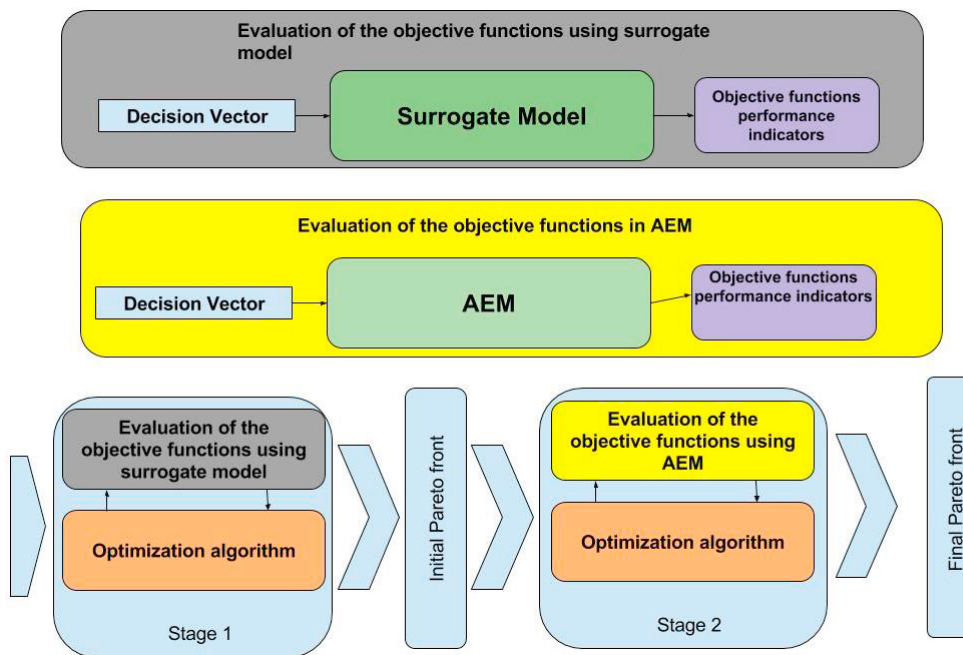 Evaluation of the objective functions using surrogate
model
Decision Vector
Surrogate Model
Objective functions
performance
indicators
Evaluation of the objective functions in AEM
Decision Vector
AEM
Objective functions
performance indicators
Evaluation of the
objective functions using
surrogate model
Optimization algorithm
Stage 1
Initial Pareto front
Evaluation of the
objective functions using
AEM
Optimization algorithm
Stage 2
Final Pareto front